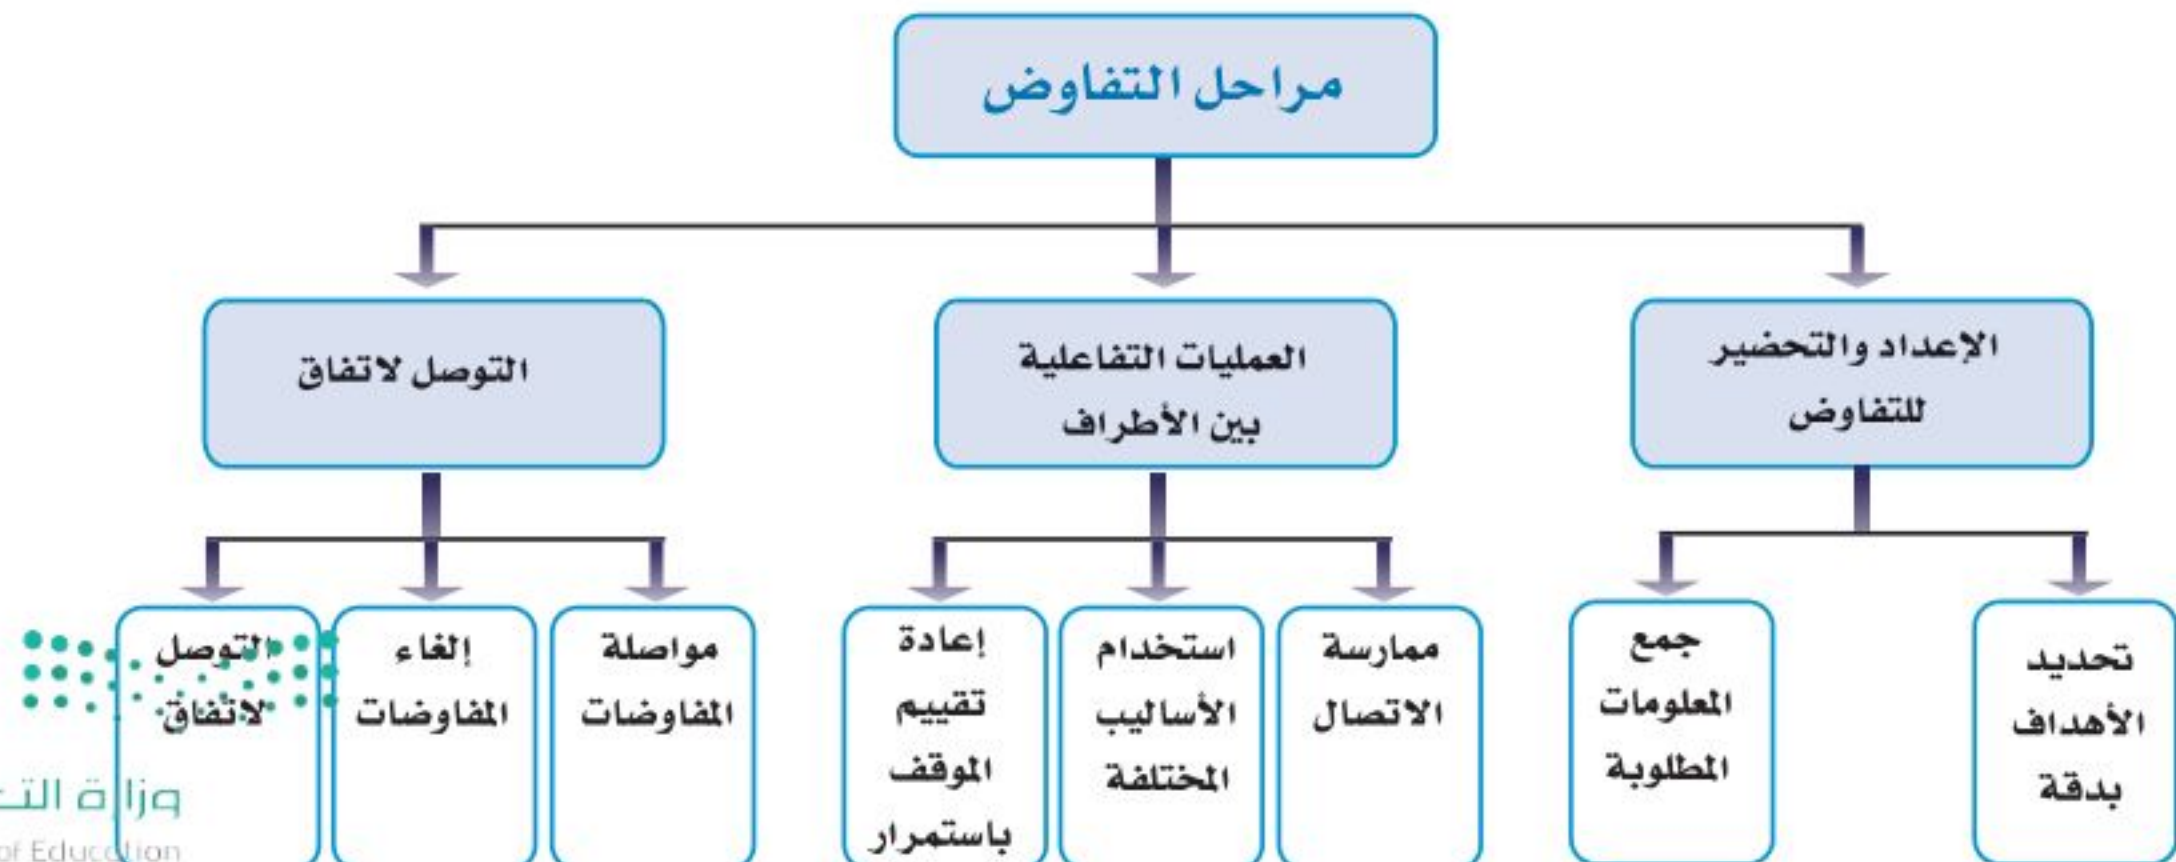 مراحل التفاوض
الإعداد والتحضير
للتفاوض
العمليات التفاعلية
بين الأطراف
التوصل لاتفاق
تحديد
الأهداف
بدقة
جمع
المعلومات
المطلوبة
ممارسة
الاتصال
استخدام
الأساليب
المختلفة
إعادة
تقييم
الموقف
باستمرار
مواصلة
المفاوضات
إلغاء
المفاوضات
التوصل
لاتفاق
وزارة
of Education